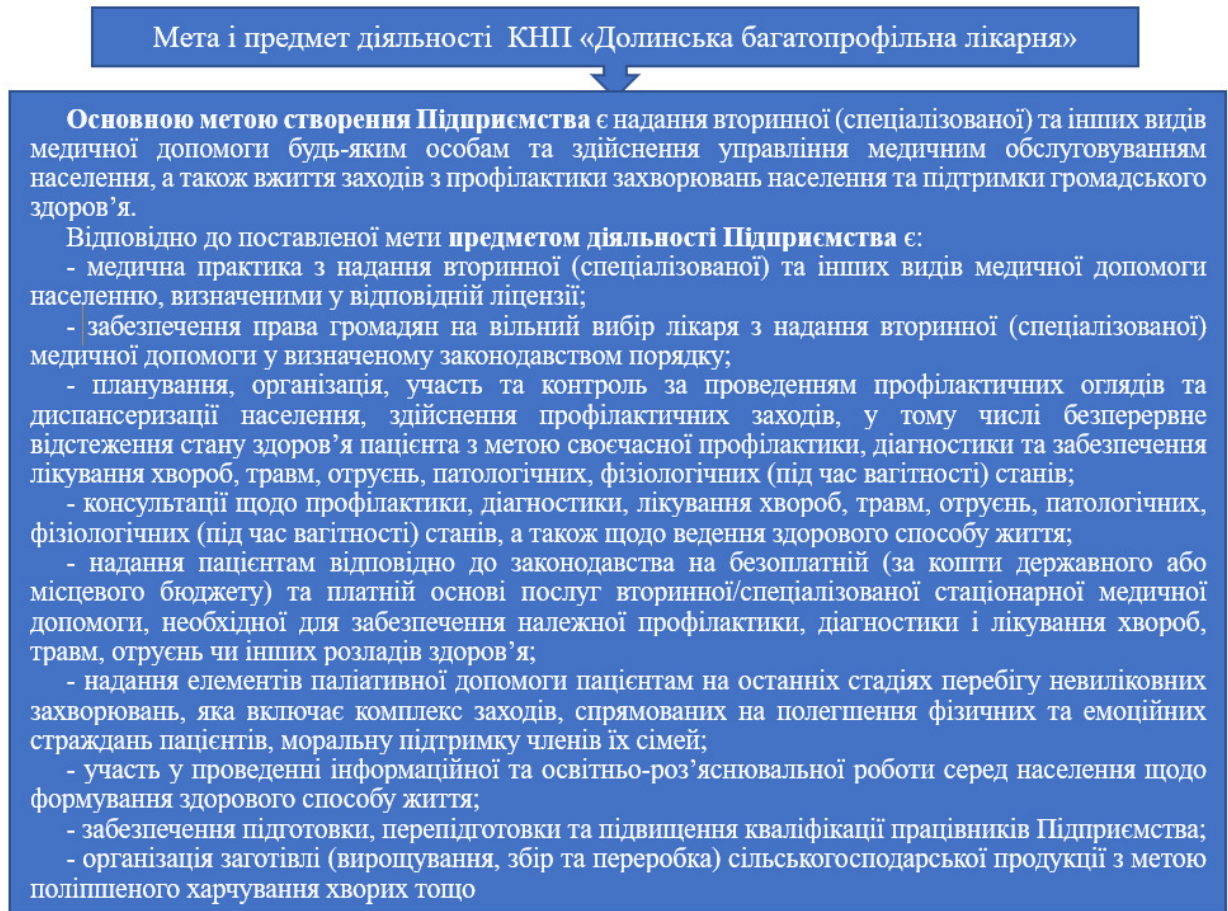 Мета і предмет діяльності КНП «Долинська багатопрофільна лікарня»
Основною метою створення Підприємства є надання вторинної (спеціалізованої) та інших видів
медичної допомоги будь-яким особам та здійснення управління медичним обслуговуванням
населення, а також вжиття заходів з профілактики захворювань населення та підтримки громадського
здоров’я.
Відповідно до поставленої мети предметом діяльності Підприємства є:
- медична практика з надання вторинної (спеціалізованої) та інших видів медичної допомоги
населенню, визначеними у відповідній ліцензії;
- забезпечення права громадян на вільний вибір лікаря з надання вторинної (спеціалізованої)
медичної допомоги у визначеному законодавством порядку;
- планування, організація, участь та контроль за проведенням профілактичних оглядів та
диспансеризації населення, здійснення профілактичних заходів, у тому числі безперервне
відстеження стану здоров’я пацієнта з метою своєчасної профілактики, діагностики та забезпечення
лікування хвороб, травм, отруєнь, патологічних, фізіологічних (під час вагітності) станів;
- консультації щодо профілактики, діагностики, лікування хвороб, травм, отруєнь, патологічних,
фізіологічних (під час вагітності) станів, а також щодо ведення здорового способу життя;
- надання пацієнтам відповідно до законодавства на безоплатній (за кошти державного або
місцевого бюджету) та платній основі послуг вторинної/спеціалізованої стаціонарної медичної
допомоги, необхідної для забезпечення належної профілактики, діагностики і лікування хвороб,
травм, отруєнь чи інших розладів здоров’я;
- надання елементів паліативної допомоги пацієнтам на останніх стадіях перебігу невиліковних
захворювань, яка включає комплекс заходів, спрямованих на полегшення фізичних та емоційних
страждань пацієнтів, моральну підтримку членів їх сімей;
- участь у проведенні інформаційної та освітньо-роз’яснювальної роботи серед населення щодо
формування здорового способу життя;
- забезпечення підготовки, перепідготовки та підвищення кваліфікації працівників Підприємства;
- організація заготівлі (вирощування, збір та переробка) сільськогосподарської продукції з метою
поліпшеного харчування хворих тощо